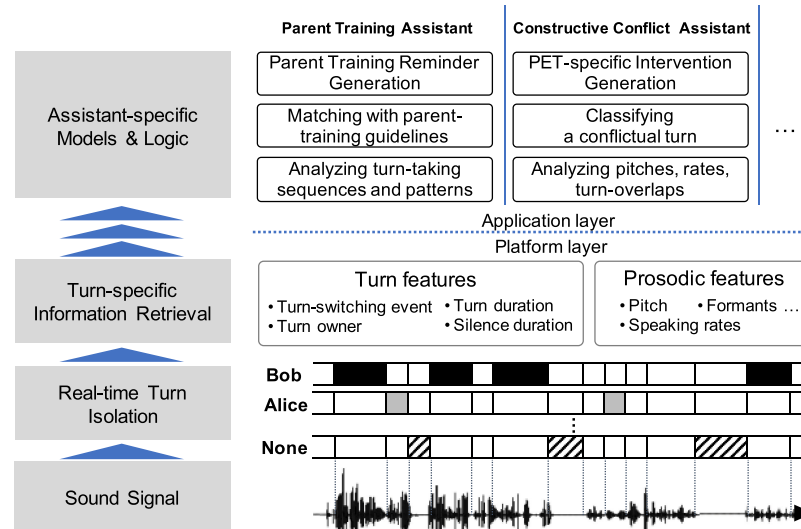 Parent Training Assistant
Constructive Conflict Assistant
Assistant-specific
Models & Logic
Parent Training Reminder
Generation
PET-specific Intervention
Generation
Matching with parent-
training guidelines
Classifying
a conflictual turn
...
Analyzing turn-taking
sequences and patterns
Analyzing pitches, rates,
turn-overlaps
Application layer
Platform layer
Turn-specific
Information Retrieval
Turn features
• Turn-switching event
• Turn duration
• Turn owner
• Silence duration
Prosodic features
• Pitch
• Formants ...
• Speaking rates
Real-time Turn
Isolation
Bob
Alice
None
Sound Signal